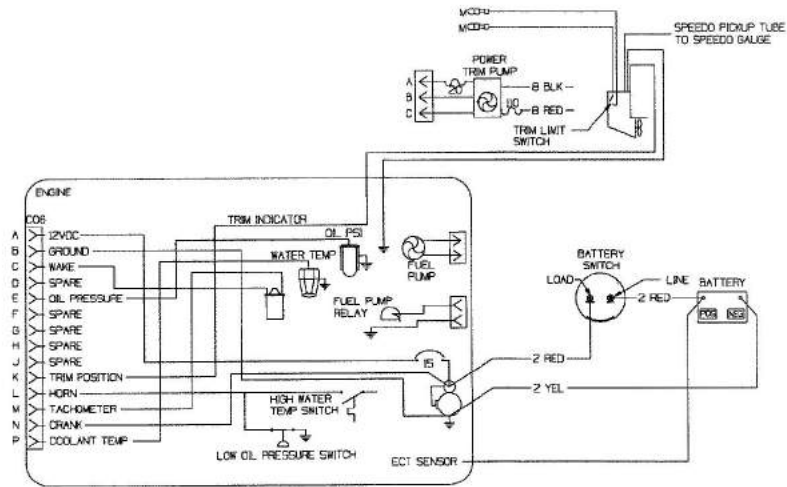 M
M
SPEEDO PICKUP TUBE
TO SPEEDO GAUGE
POWER
TRIM PUMP
A
B
C
20
110
8 BLK
8 RED
TRIM LIMIT
SWITCH
ENGINE
C06
TRIM INDICATOR
OIL PSI
WATER TEMP
FUEL
PUMP
FUEL PUMP
RELAY
A 12VDC
B GROUND
C WAKE
D SPARE
E OIL PRESSURE
F SPARE
G SPARE
H SPARE
J SPARE
K TRIM POSITION
L HORN
M TACHOMETER
N CRANK
P COOLANT TEMP
15
HIGH WATER
TEMP SWITCH
LOW OIL PRESSURE SWITCH
ECT SENSOR
BATTERY
SWITCH
LOAD
LINE
BATTERY
2 RED
POS
NEG
2 RED
2 YEL